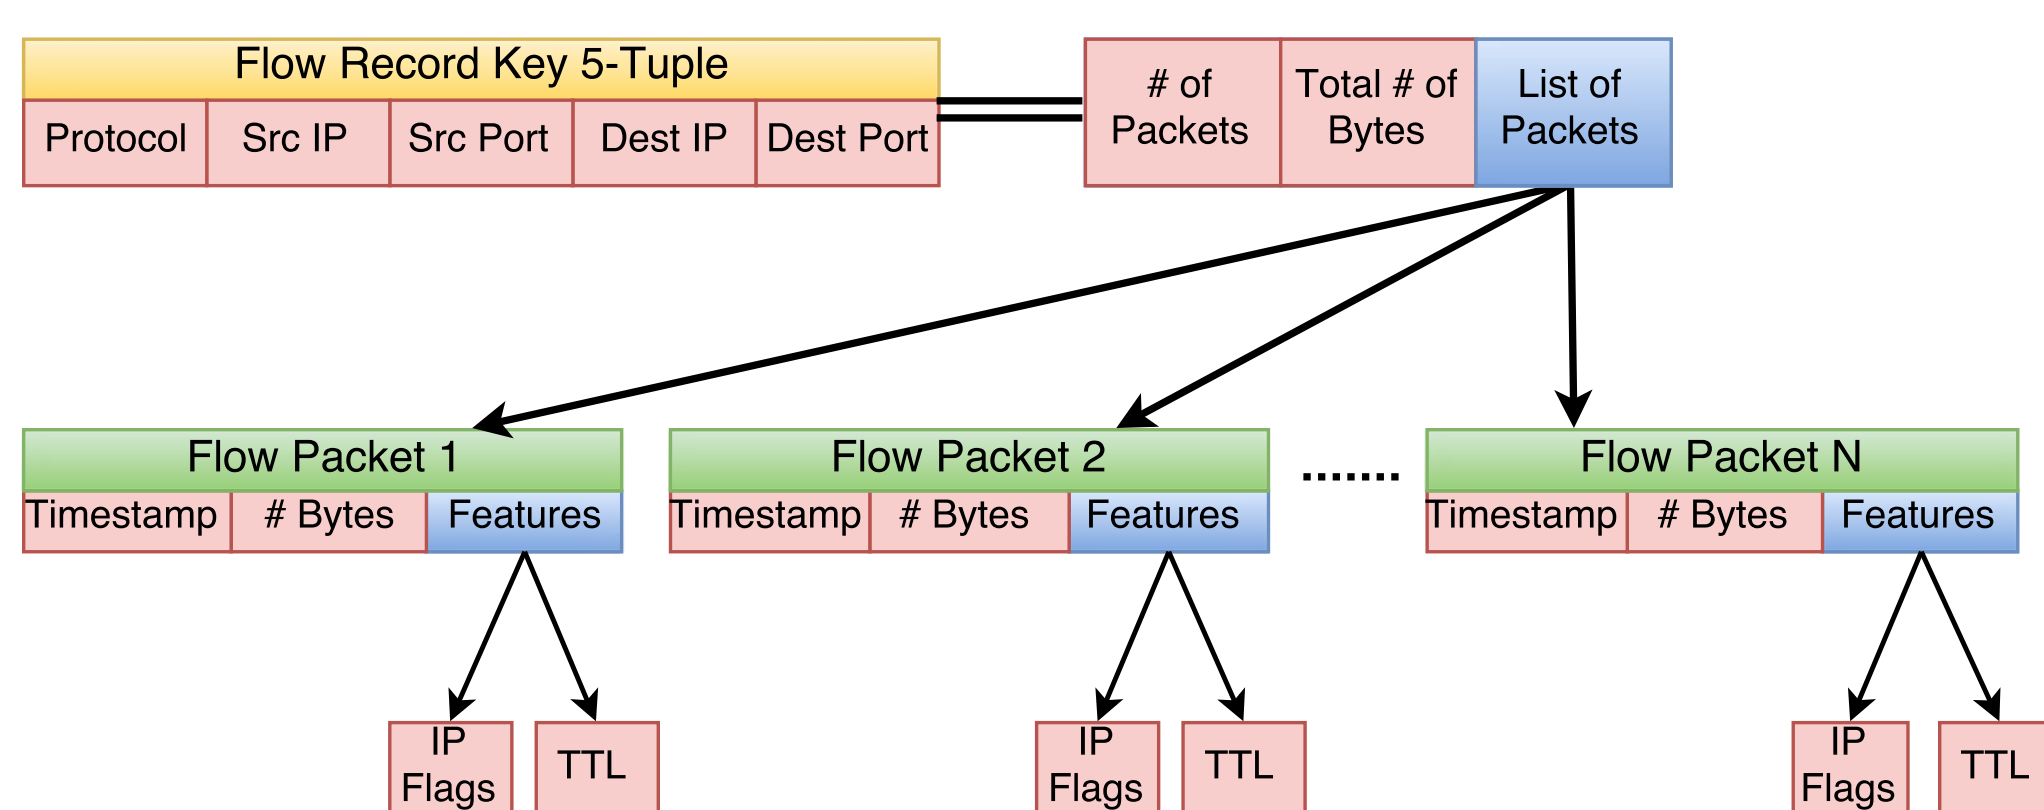 Flow Record Key 5-Tuple
Protocol
Src IP
Src Port
Dest IP
Dest Port
# of
Packets
Total # of
Bytes
List of
Packets
Flow Packet 1
Timestamp
# Bytes
Features
Flow Packet 2
Timestamp
# Bytes
Features
.......
Flow Packet N
Timestamp
# Bytes
Features
IP
Flags
TTL
IP
Flags
TTL
IP
Flags
TTL